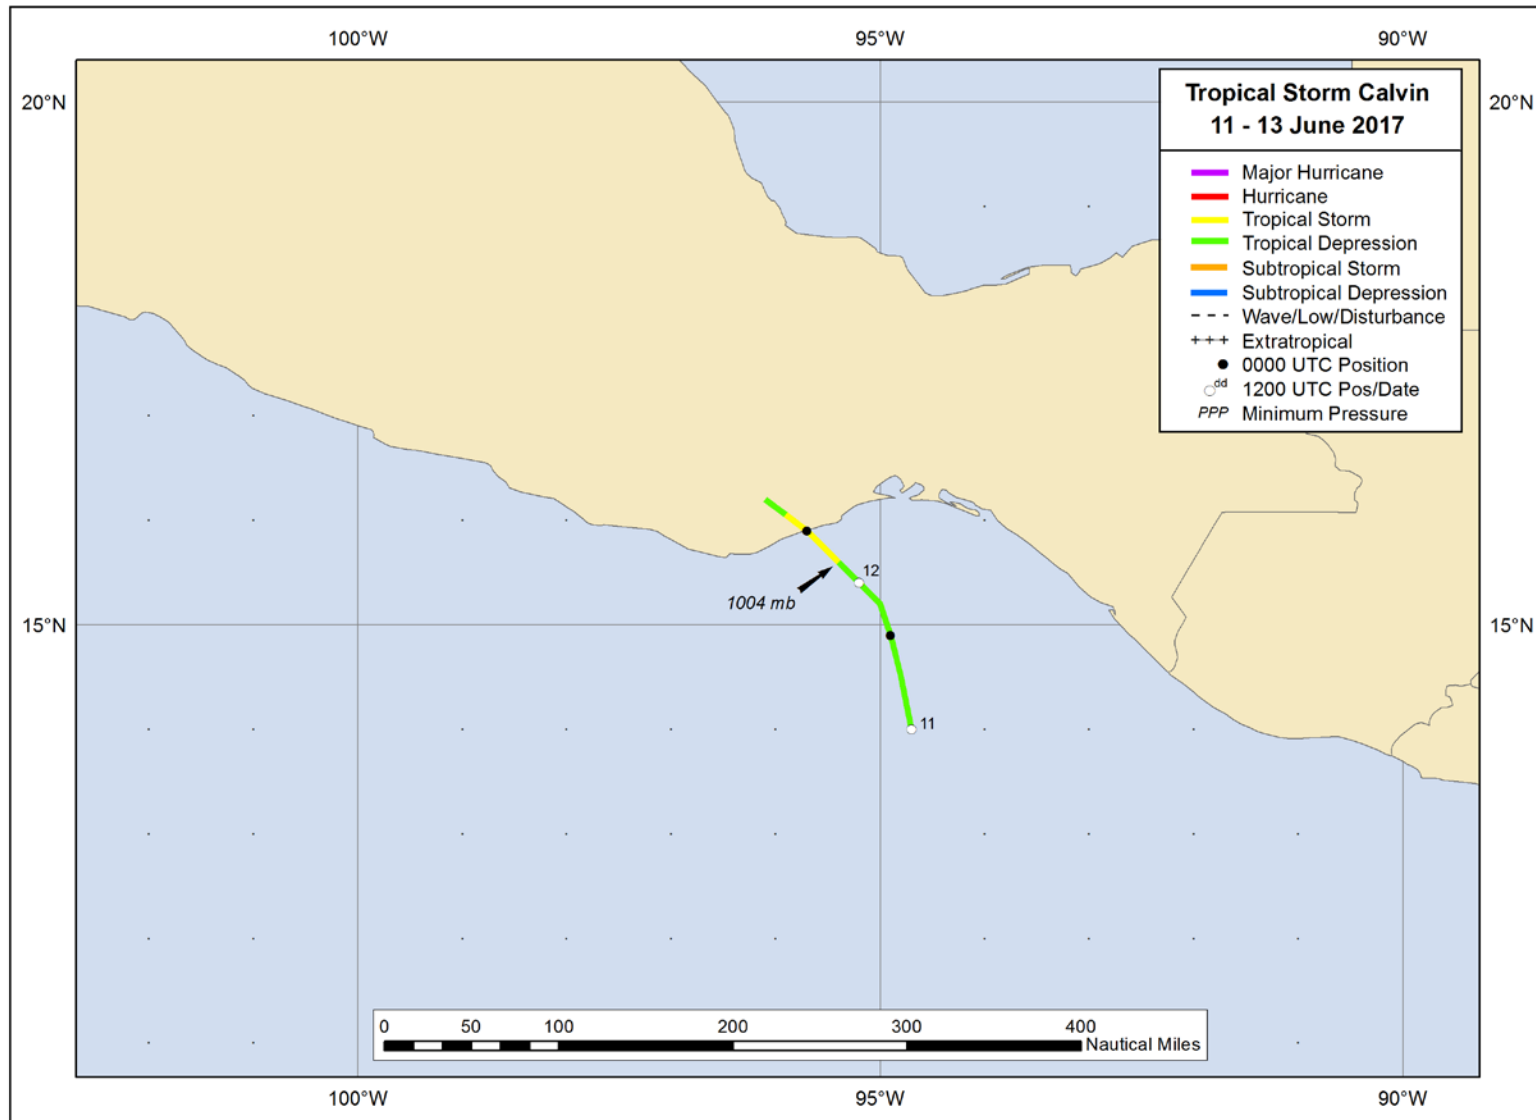 100°W
95°W
90°W
20°N
20°N
Tropical Storm Calvin
11 - 13 June 2017
Major Hurricane
Hurricane
Tropical Storm
Tropical Depression
Subtropical Storm
Subtropical Depression
Wave/Low/Disturbance
Extratropical
0000 UTC Position
dd 1200 UTC Pos/Date
PPP Minimum Pressure
12
1004 mb
15°N
15°N
11
0 50 100 200 300 400
Nautical Miles
100°W
95°W
90°W